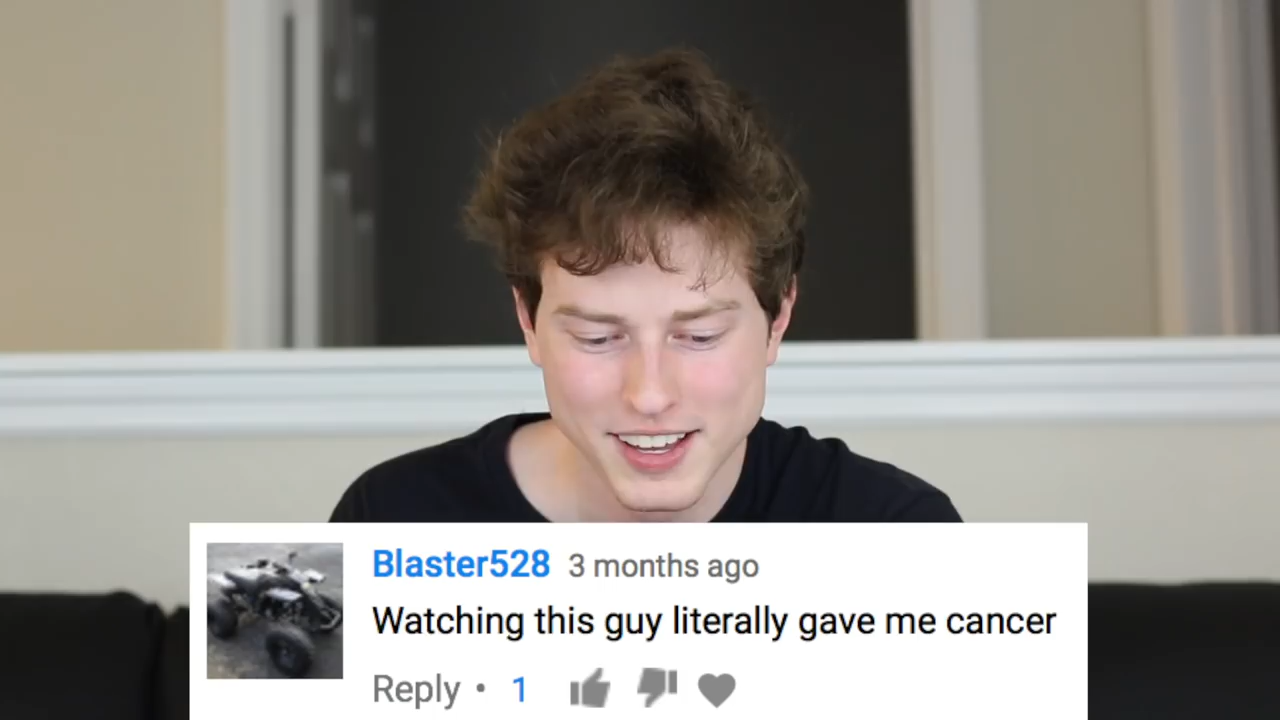 Blaster528 3 months ago
Watching this guy literally gave me cancer
Reply • 1